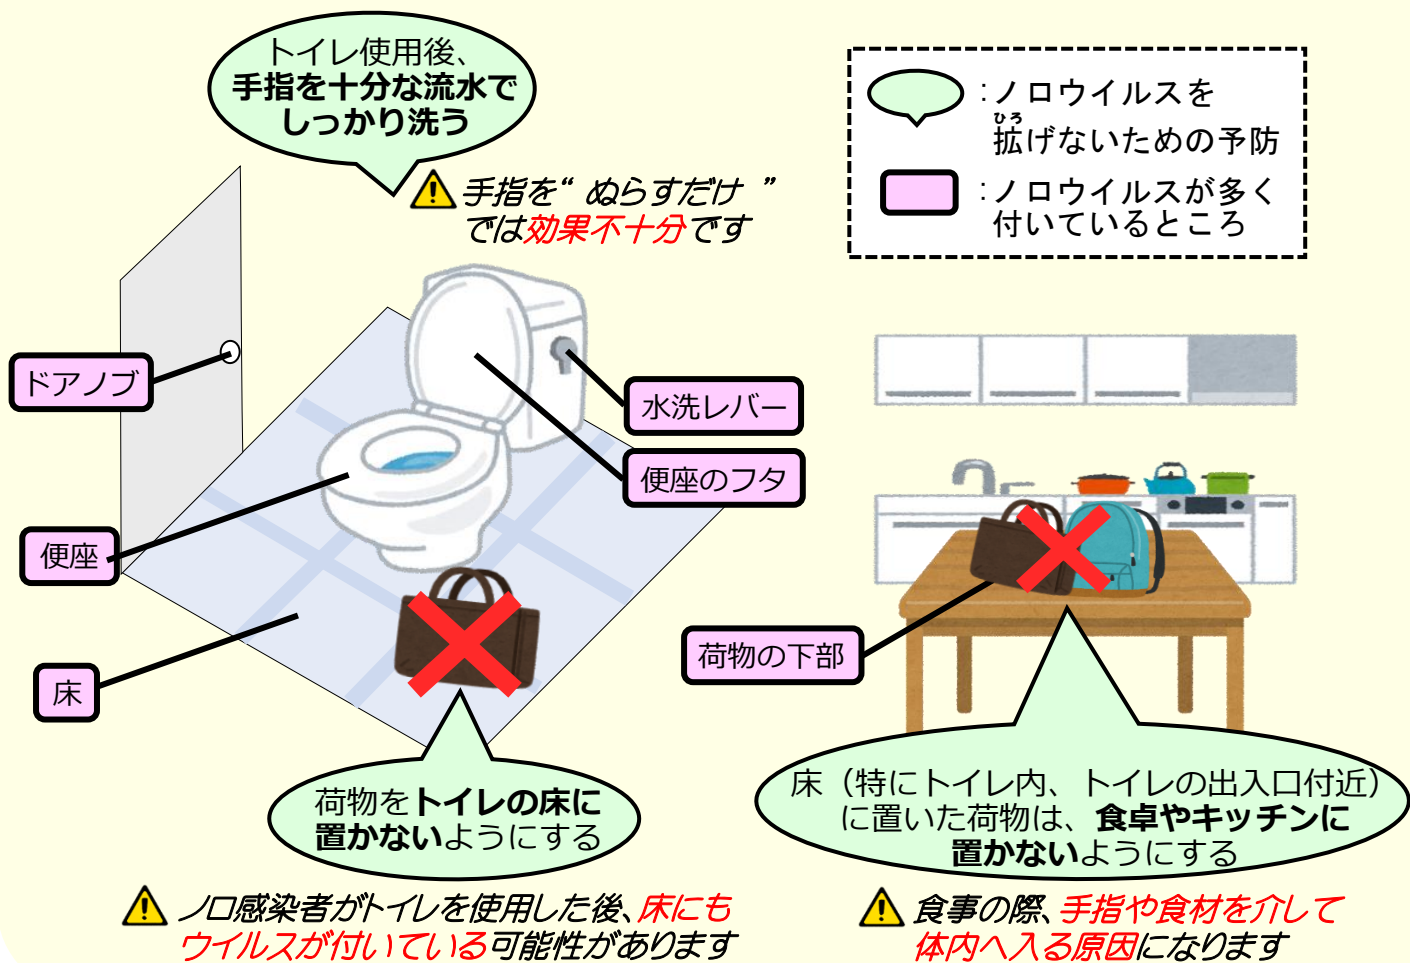 トイレ使用後、
手指を十分な流水で
しっかり洗う
手指を“ ぬらすだけ ”
では効果不十分です
:ノロウイルスを
ひろ
拡げないための予防
:ノロウイルスが多く
付いているところ
ドアノブ
水洗レバー
便座のフタ
便座
床
荷物の下部
荷物をトイレの床に
置かないようにする
床（特にトイレ内、トイレの出入口付近）
に置いた荷物は、食卓やキッチンに
置かないようにする
ノロ感染者がトイレを使用した後、床にも
ウイルスが付いている可能性があります
食事の際、手指や食材を介して
体内へ入る原因になります